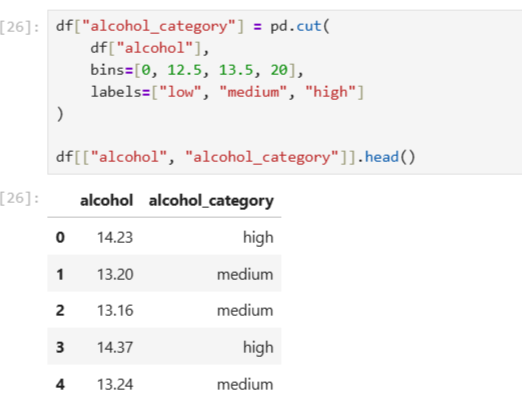 [26]: df["alcohol_category"] = pd.cut(
    df["alcohol"],
    bins=[0, 12.5, 13.5, 20],
    labels=["low", "medium", "high"]
)
df[["alcohol", "alcohol_category"]].head()
[26]:
alcohol alcohol_category
0 14.23 high
1 13.20 medium
2 13.16 medium
3 14.37 high
4 13.24 medium